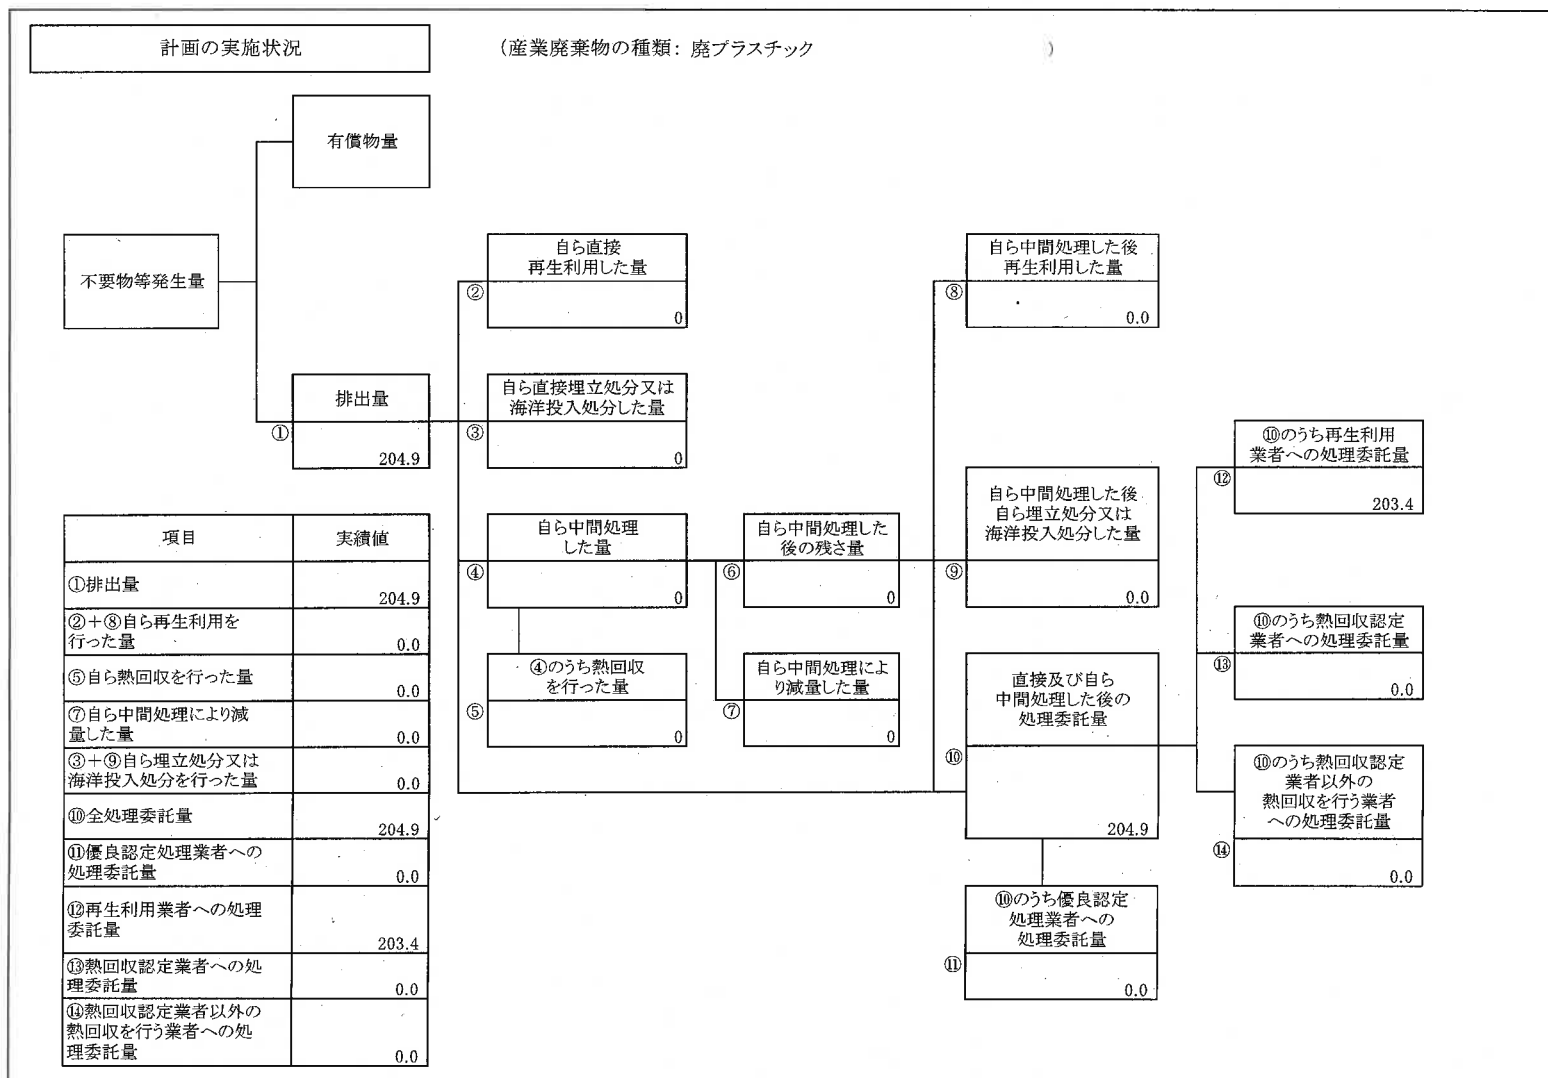 計画の実施状況
(産業廃棄物の種類: 廃プラスチック )
有償物量
不要物等発生量
排出量
①
204.9
自ら直接
再生利用した量
②
0
自ら直接埋立処分又は
海洋投入処分した量
③
0
自ら中間処理
した量
④
0
④のうち熱回収
を行った量
⑤
0
自ら中間処理した
後の残さ量
⑥
0
自ら中間処理によ
り減量した量
⑦
0
自ら中間処理した後
再生利用した量
⑧
0.0
自ら中間処理した後
自ら埋立処分又は
海洋投入処分した量
⑨
0.0
直接及び自ら
中間処理した後の
処理委託量
⑩
204.9
⑩のうち優良認定
処理業者への
処理委託量
⑪
0.0
⑩のうち再生利用
業者への処理委託量
⑫
203.4
⑩のうち熱回収認定
業者への処理委託量
⑬
0.0
⑩のうち熱回収認定
業者以外の
熱回収を行う業者
への処理委託量
⑭
0.0
項目 実績値
①排出量
204.9
②+⑧自ら再生利用を
行った量
0.0
⑤自ら熱回収を行った量
0.0
⑦自ら中間処理により減
量した量
0.0
③+⑨自ら埋立処分又は
海洋投入処分を行った量
0.0
⑩全処理委託量
204.9
⑪優良認定処理業者への
処理委託量
0.0
⑫再生利用業者への処理
委託量
203.4
⑬熱回収認定業者への処
理委託量
0.0
⑭熱回収認定業者以外の
熱回収を行う業者への処
理委託量
0.0